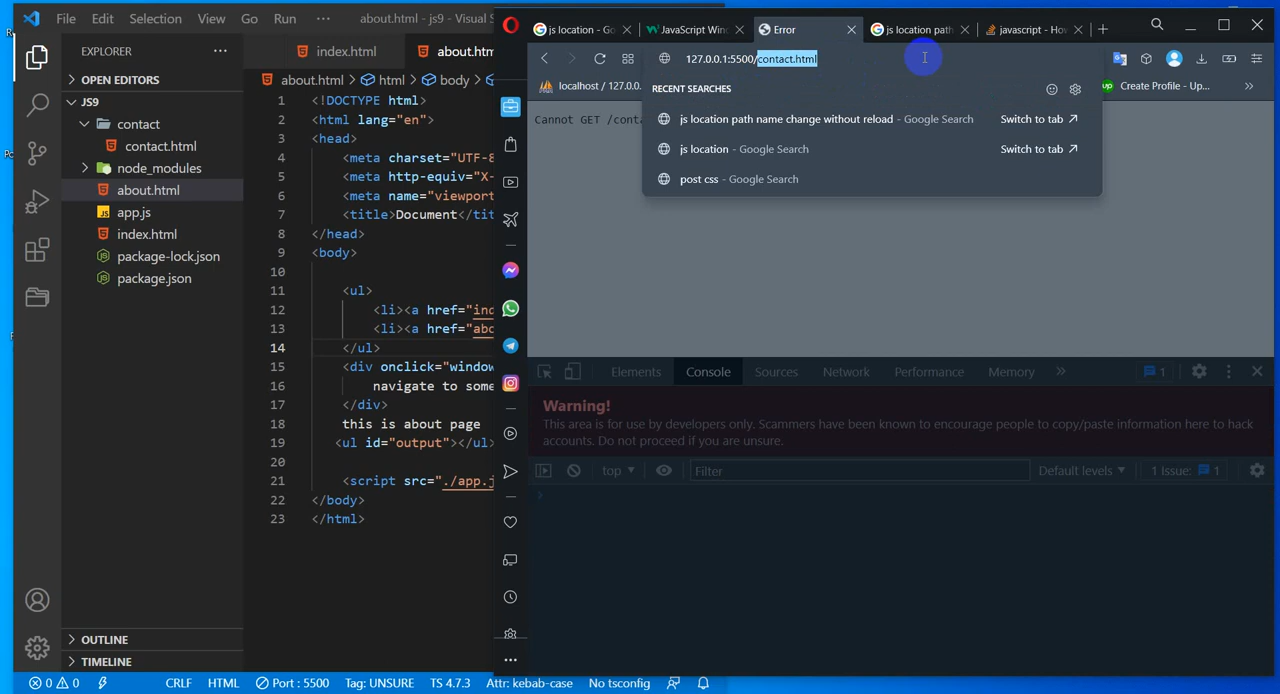 File Edit Selection View Go Run ··· about.html - js9 - Visual S
EXPLORER ···
OPEN EDITORS
JS9
contact
contact.html
node_modules
about.html
app.js
index.html
package-lock.json
package.json
OUTLINE
TIMELINE
index.html about.htm
about.html > html > body >
1 <!DOCTYPE html>
2 <html lang="en">
3 <head>
4 <meta charset="UTF-8
5 <meta http-equiv="X-
6 <meta name="viewport
7 <title>Document</tit
8 </head>
9 <body>
10
11 <ul>
12 <li><a href="ind
13 <li><a href="abo
14 </ul>
15 <div onclick="window
16 navigate to some
17 </div>
18 this is about page
19 <ul id="output"></ul>
20
21 <script src="./app.j
22 </body>
23 </html>
0 0 CRLF HTML Port : 5500 Tag: UNSURE TS 4.7.3 Attr: kebab-case No tsconfig
js location - Go JavaScript Win Error js location path javascript - Ho
127.0.0.1:5500/contact.html
localhost / 127.0.0. up Create Profile - Up... »
RECENT SEARCHES
js location path name change without reload - Google Search Switch to tab
js location - Google Search Switch to tab
post css - Google Search
Cannot GET /conta
Elements Console Sources Network Performance Memory » 1
Warning!
This area is for use by developers only. Scammers have been known to encourage people to copy/paste information here to hack
accounts. Do not proceed if you are unsure.
top Filter Default levels 1 Issue: 1